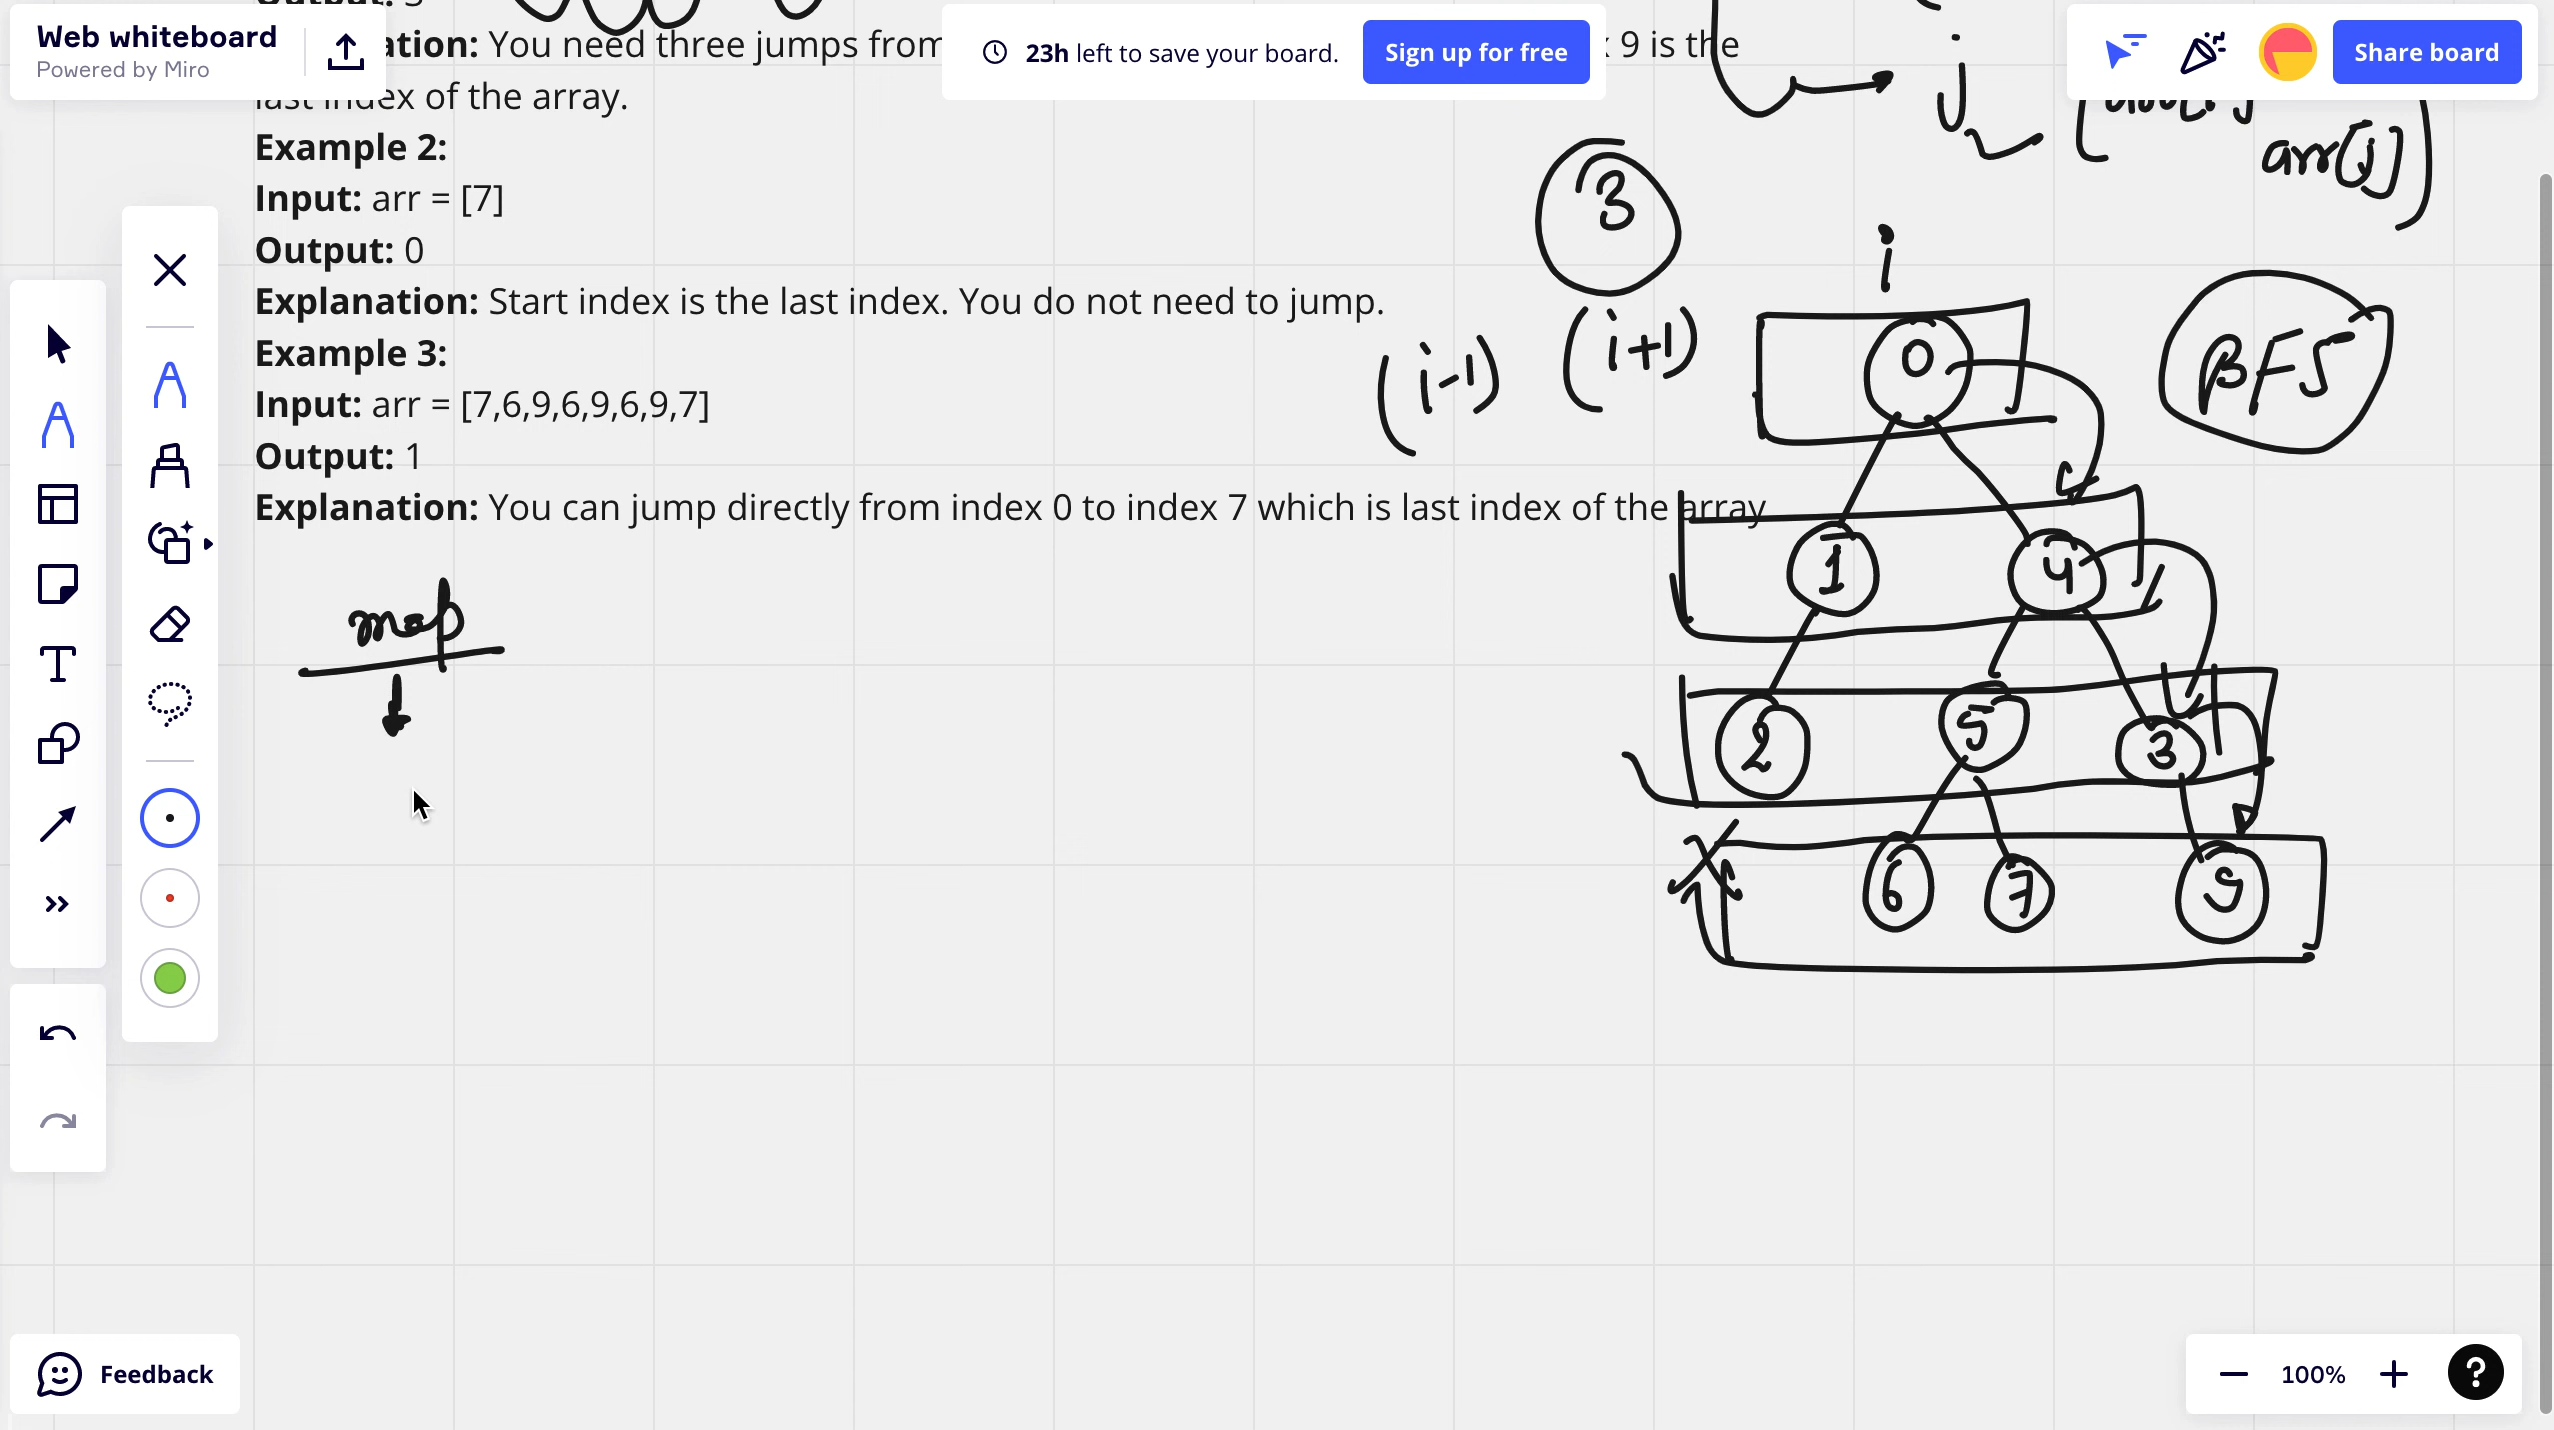 Web whiteboard
Powered by Miro
ation: You need three jumps from
x 9 is the
last index of the array.
23h left to save your board.
Sign up for free
Share board
Example 2:
Input: arr = [7]
Output: 0
Explanation: Start index is the last index. You do not need to jump.
Example 3:
Input: arr = [7,6,9,6,9,6,9,7]
Output: 1
Explanation: You can jump directly from index 0 to index 7 which is last index of the array
map
j
arr(j)
3
i
(i-1) (i+1)
0
BFS
1 4
2 5 3
6 7 9
Feedback
100%